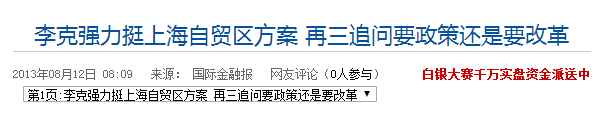 李克强力挺上海自贸区方案 再三追问要政策还是要改革
2013年08月12日 08:09 来源: 国际金融报 网友评论 (0人参与) 白银大赛千万实盘资金派送中
第1页:李克强力挺上海自贸区方案 再三追问要政策还是要改革